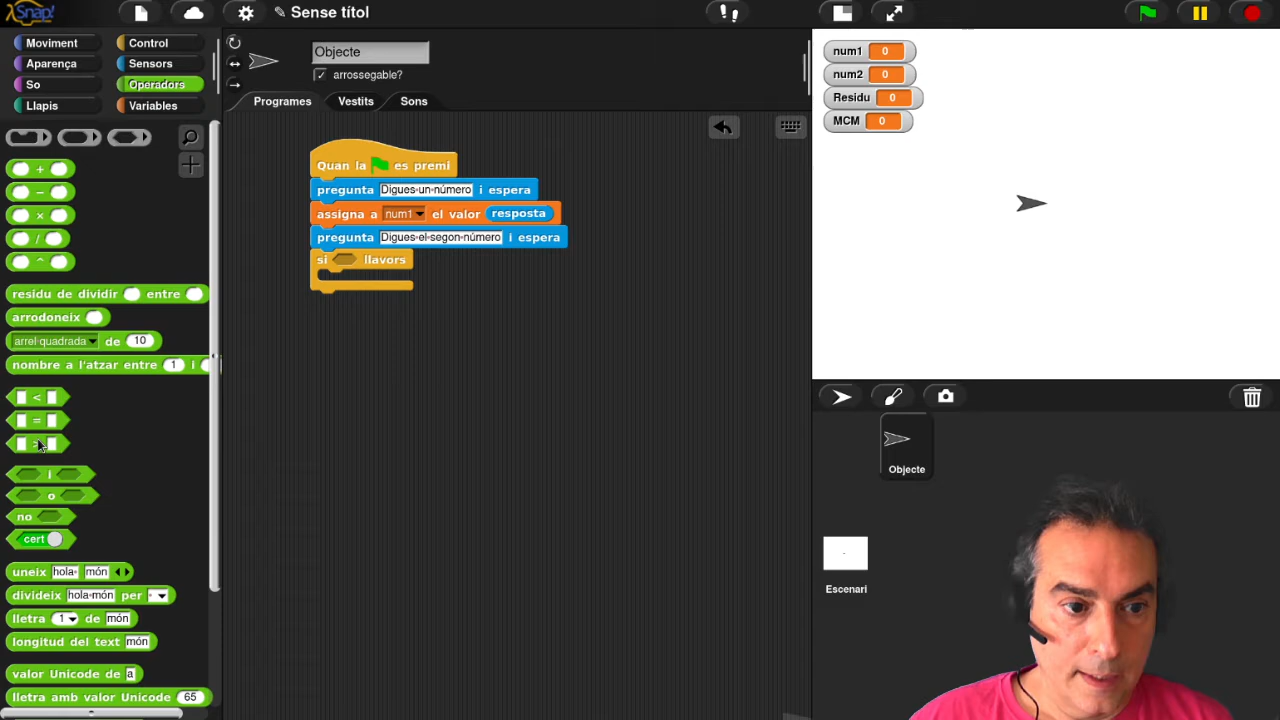 Snap!
Sense títol
Moviment
Control
Aparença
Sensors
So
Operadors
Llapis
Variables
Objecte
arrossegable?
Programes
Vestits
Sons
+
−
×
/
^
residu de dividir entre
arrodoneix
arrel quadrada de 10
nombre a l'atzar entre 1 i
<
=
>
i
o
no
cert
uneix hola món
divideix hola món per
lletra 1 de món
longitud del text món
valor Unicode de a
lletra amb valor Unicode 65
Quan la es premi
pregunta Digues un número i espera
assigna a num1 el valor resposta
pregunta Digues el segon número i espera
si llavors
num1 0
num2 0
Residu 0
MCM 0
Objecte
Escenari